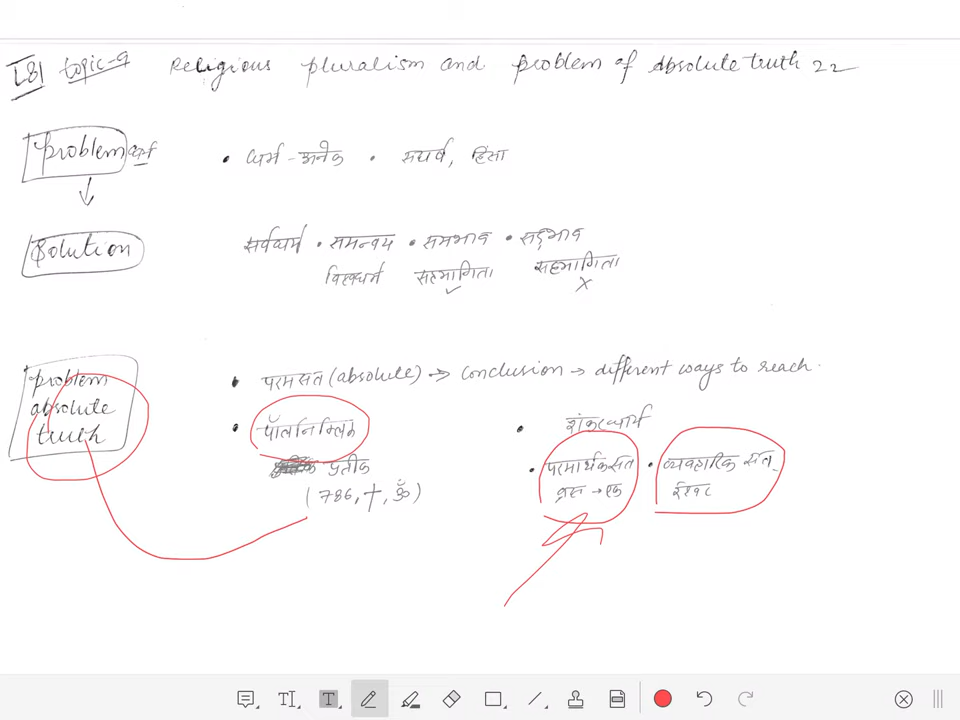 L81 topic-9 Religious pluralism and problem of absolute truth 22
problem धर्म • धर्म - अनेक • संघर्ष, हिंसा
Solution सर्वधर्म • समन्वय • समभाव • सद्भाव
विश्वधर्म सहभागिता ✓ सहभागिता ×
problem absolute truth
• परमसत (absolute) → conclusion → different ways to reach.
• पॉलटिलिक
प्रतीक
(786, †, ॐ)
• शंकराचार्य
• परमार्थिक सत • व्यवहारिक सत
ब्रह्म → एक ईश्वर